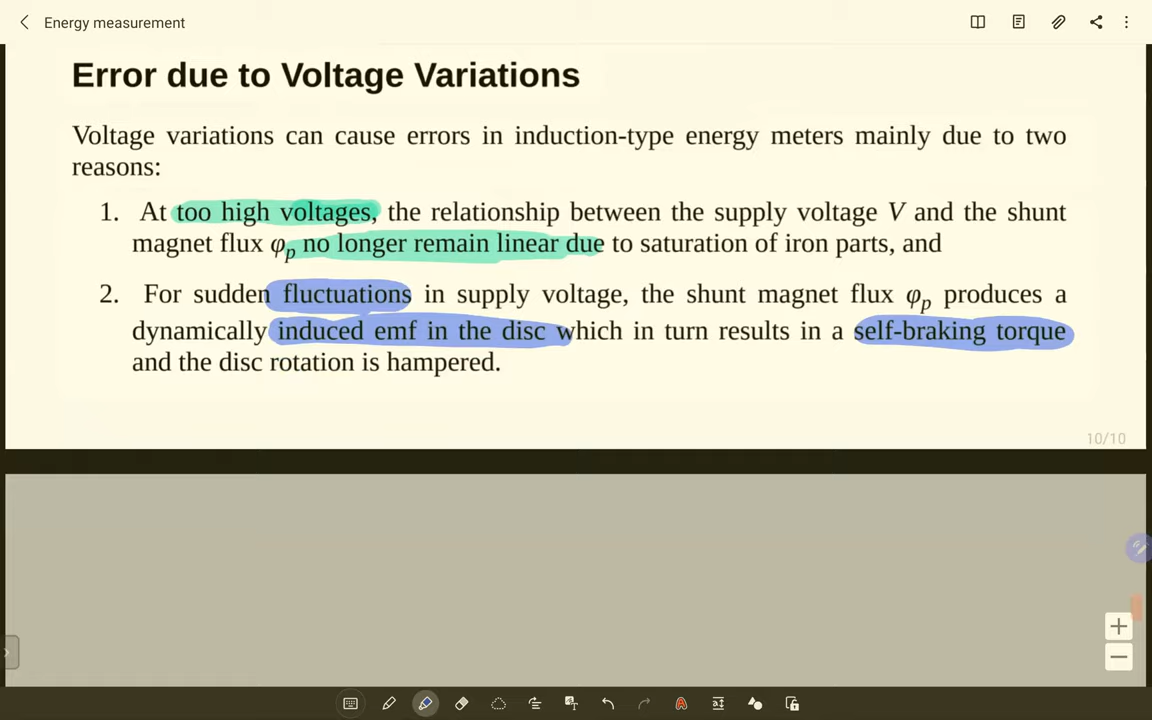 Energy measurement
Error due to Voltage Variations
Voltage variations can cause errors in induction-type energy meters mainly due to two
reasons:
1. At too high voltages, the relationship between the supply voltage V and the shunt
magnet flux φp no longer remain linear due to saturation of iron parts, and
2. For sudden fluctuations in supply voltage, the shunt magnet flux φp produces a
dynamically induced emf in the disc which in turn results in a self-braking torque
and the disc rotation is hampered.
10/10